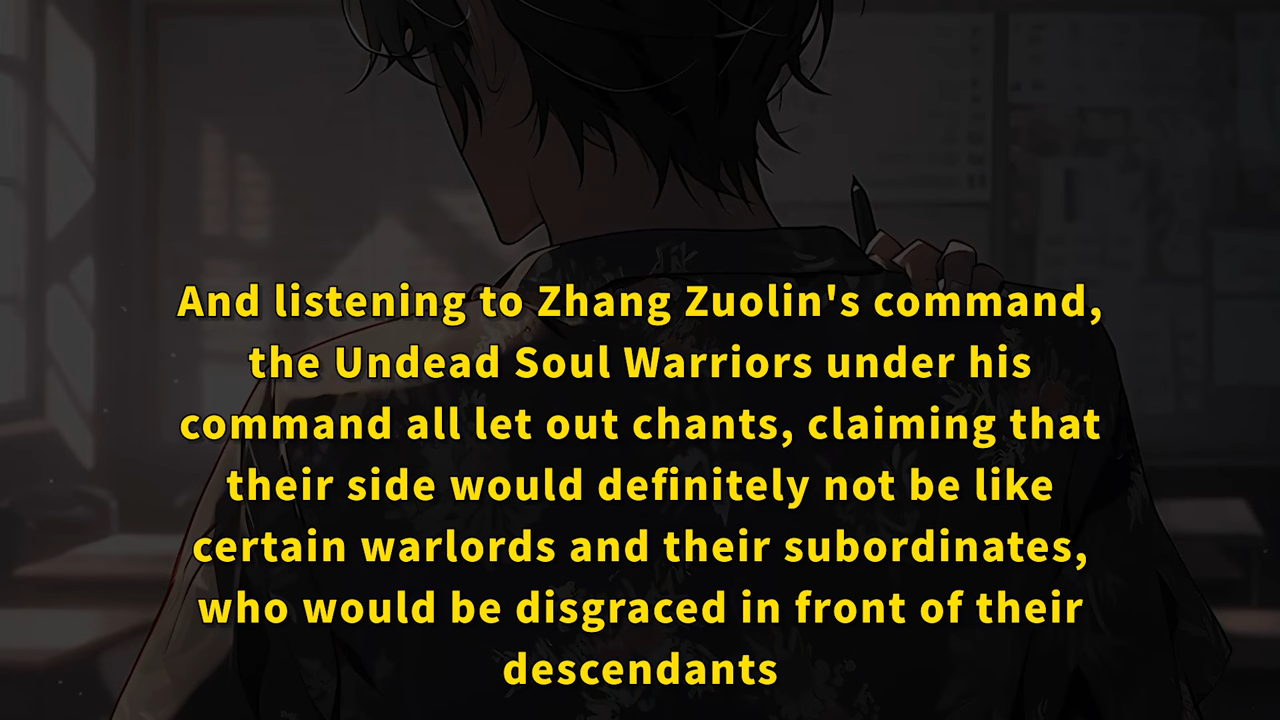 And listening to Zhang Zuolin's command,
the Undead Soul Warriors under his
command all let out chants, claiming that
their side would definitely not be like
certain warlords and their subordinates,
who would be disgraced in front of their
descendants